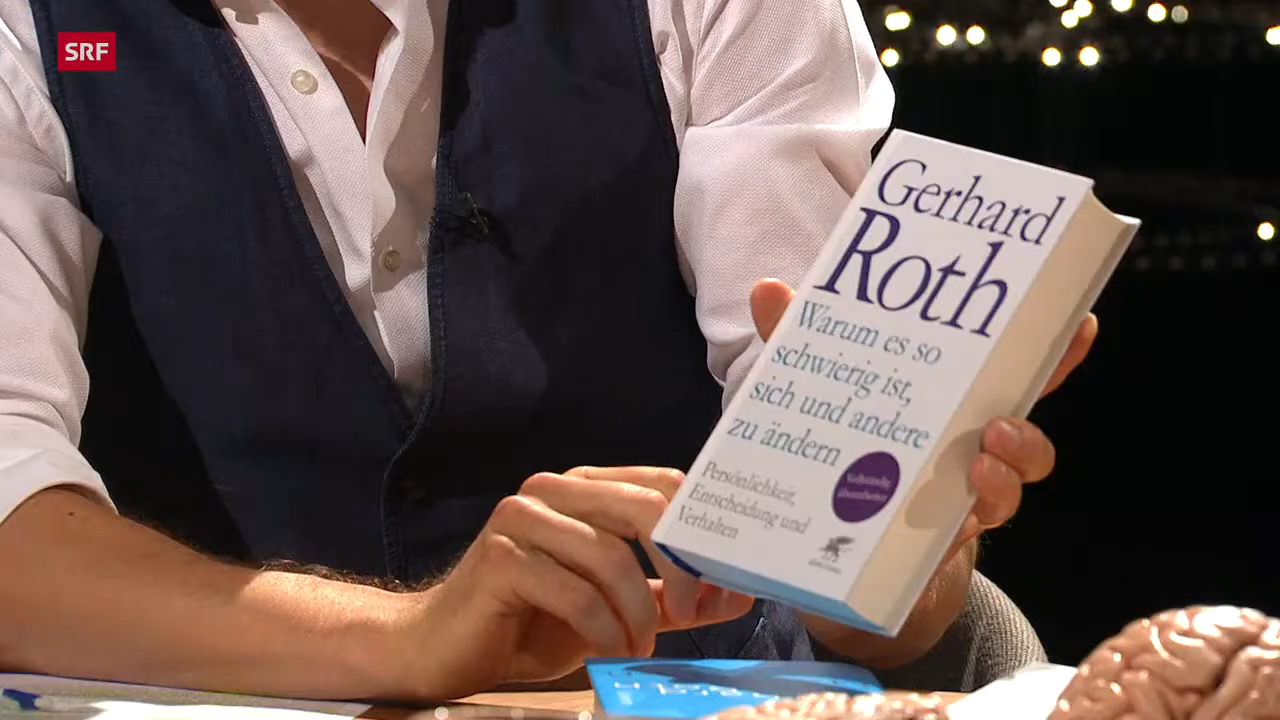 SRF
Gerhard
Roth
Warum es so
schwierig ist,
sich und andere
zu ändern
Persönlichkeit,
Entscheidung und
Verhalten